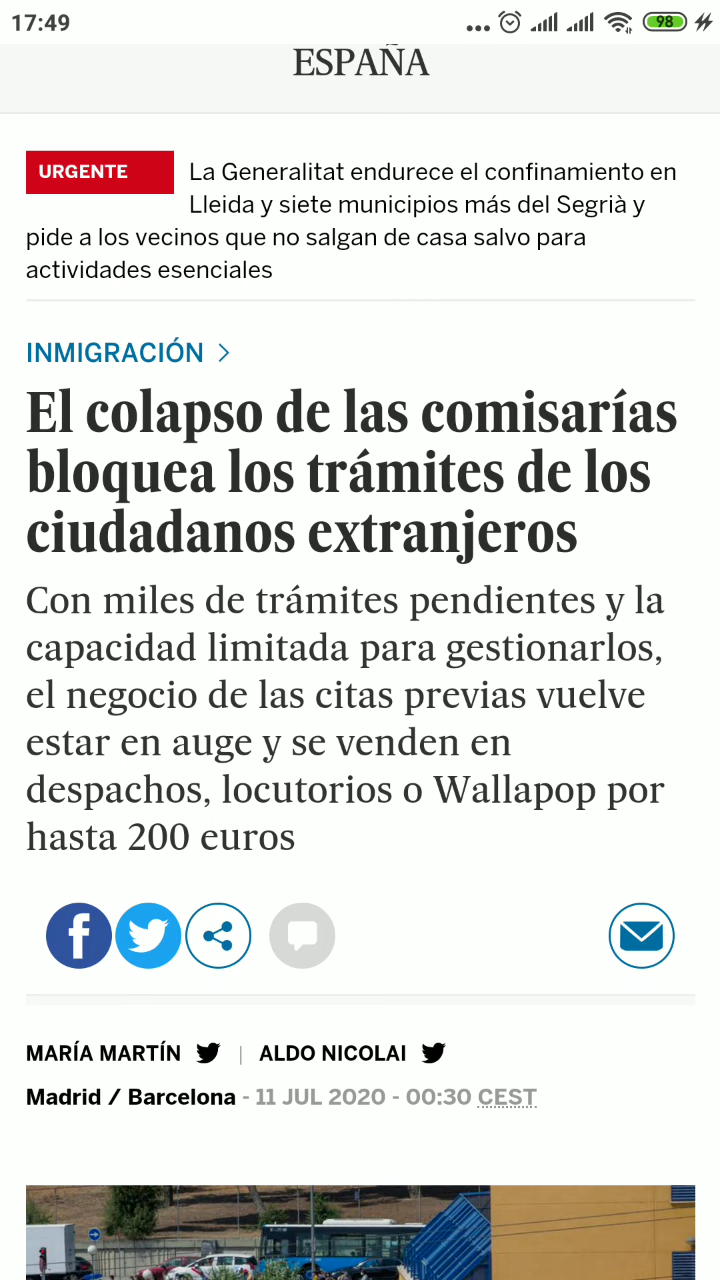 17:49
98
ESPAÑA
URGENTE
La Generalitat endurece el confinamiento en
Lleida y siete municipios más del Segrià y
pide a los vecinos que no salgan de casa salvo para
actividades esenciales
INMIGRACIÓN >
El colapso de las comisarías
bloquea los trámites de los
ciudadanos extranjeros
Con miles de trámites pendientes y la
capacidad limitada para gestionarlos,
el negocio de las citas previas vuelve
estar en auge y se venden en
despachos, locutorios o Wallapop por
hasta 200 euros
MARÍA MARTÍN | ALDO NICOLAI
Madrid / Barcelona - 11 JUL 2020 - 00:30 CEST